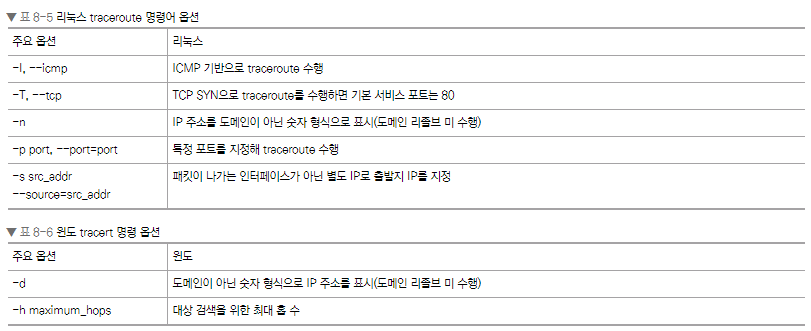 ▼ 표 8-5 리눅스 traceroute 명령어 옵션
주요 옵션 리눅스
-I, --icmp ICMP 기반으로 traceroute 수행
-T, --tcp TCP SYN으로 traceroute를 수행하면 기본 서비스 포트는 80
-n IP 주소를 도메인이 아닌 숫자 형식으로 표시(도메인 리졸브 미 수행)
-p port, --port=port 특정 포트를 지정해 traceroute 수행
-s src_addr 패킷이 나가는 인터페이스가 아닌 별도 IP로 출발지 IP를 지정
--source=src_addr
▼ 표 8-6 윈도 tracert 명령 옵션
주요 옵션 윈도
-d 도메인이 아닌 숫자 형식으로 IP 주소를 표시(도메인 리졸브 미 수행)
-h maximum_hops 대상 검색을 위한 최대 홉 수